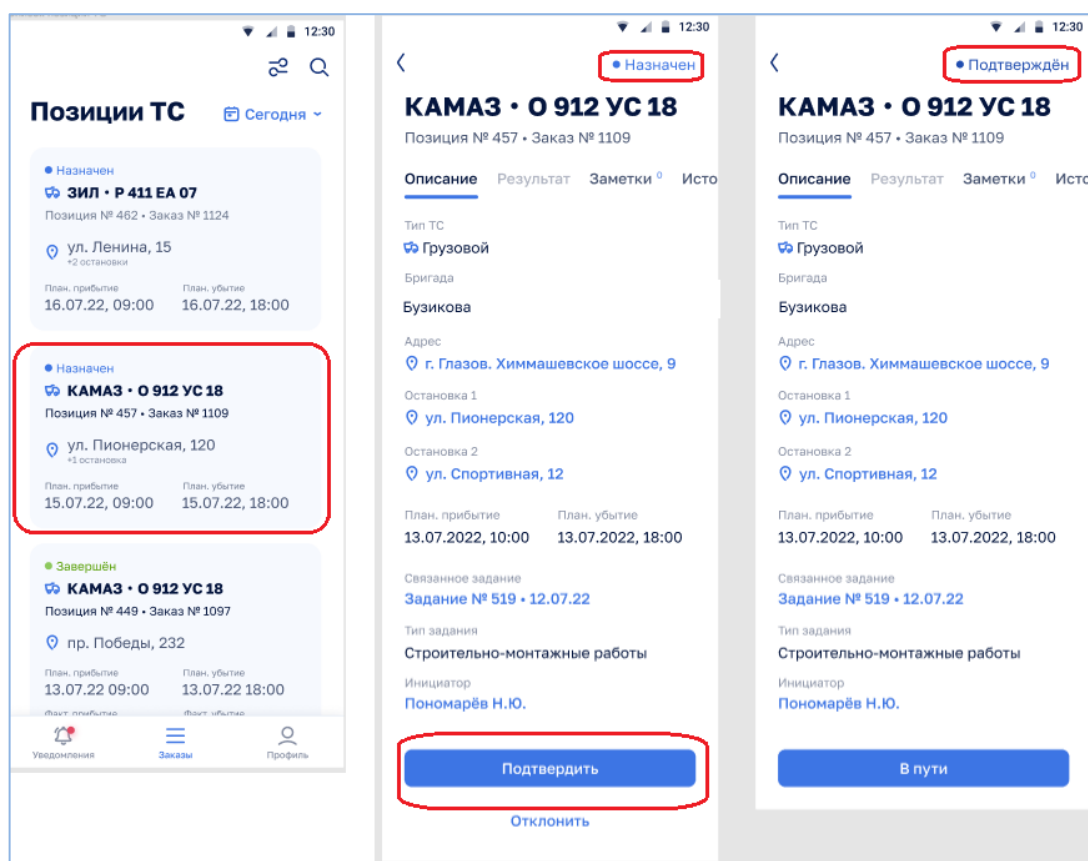 12:30
Позиции ТС
Сегодня
Назначен
ЗИЛ • Р 411 ЕА 07
Позиция № 462 • Заказ № 1124
ул. Ленина, 15
+2 остановки
План. прибытие План. убытие
16.07.22, 09:00 16.07.22, 18:00
Назначен
КАМАЗ • О 912 УС 18
Позиция № 457 • Заказ № 1109
ул. Пионерская, 120
+1 остановка
План. прибытие План. убытие
15.07.22, 09:00 15.07.22, 18:00
Завершён
КАМАЗ • О 912 УС 18
Позиция № 449 • Заказ № 1097
пр. Победы, 232
План. прибытие План. убытие
13.07.22 09:00 13.07.22 18:00
Факт. прибытие Факт. убытие
Уведомления Заказы Профиль
12:30
Назначен
КАМАЗ • О 912 УС 18
Позиция № 457 • Заказ № 1109
Описание Результат Заметки 0 Исто
Тип ТС
Грузовой
Бригада
Бузикова
Адрес
г. Глазов. Химмашевское шоссе, 9
Остановка 1
ул. Пионерская, 120
Остановка 2
ул. Спортивная, 12
План. прибытие План. убытие
13.07.2022, 10:00 13.07.2022, 18:00
Связанное задание
Задание № 519 • 12.07.22
Тип задания
Строительно-монтажные работы
Инициатор
Пономарёв Н.Ю.
Подтвердить
Отклонить
12:30
Подтверждён
КАМАЗ • О 912 УС 18
Позиция № 457 • Заказ № 1109
Описание Результат Заметки 0 Исто
Тип ТС
Грузовой
Бригада
Бузикова
Адрес
г. Глазов. Химмашевское шоссе, 9
Остановка 1
ул. Пионерская, 120
Остановка 2
ул. Спортивная, 12
План. прибытие План. убытие
13.07.2022, 10:00 13.07.2022, 18:00
Связанное задание
Задание № 519 • 12.07.22
Тип задания
Строительно-монтажные работы
Инициатор
Пономарёв Н.Ю.
В пути